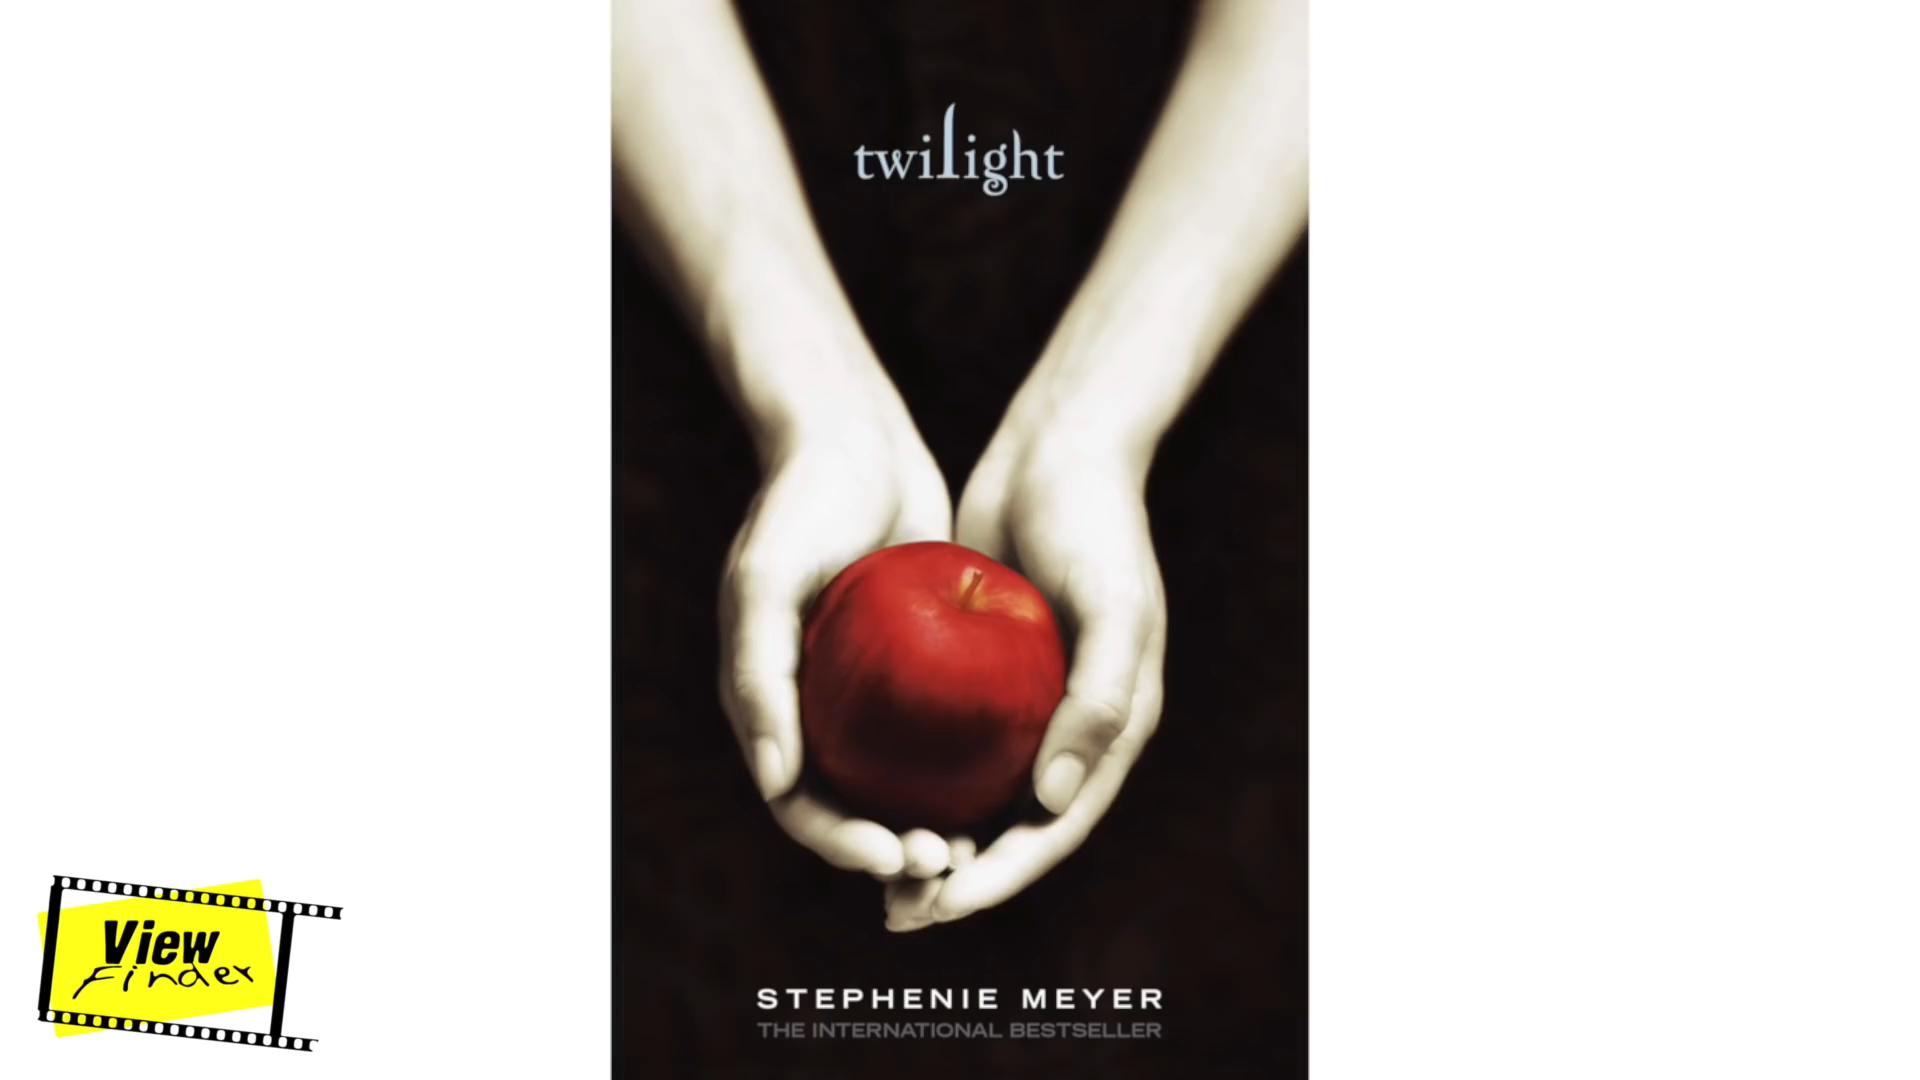 twilight
STEPHENIE MEYER
THE INTERNATIONAL BESTSELLER
View
Finder